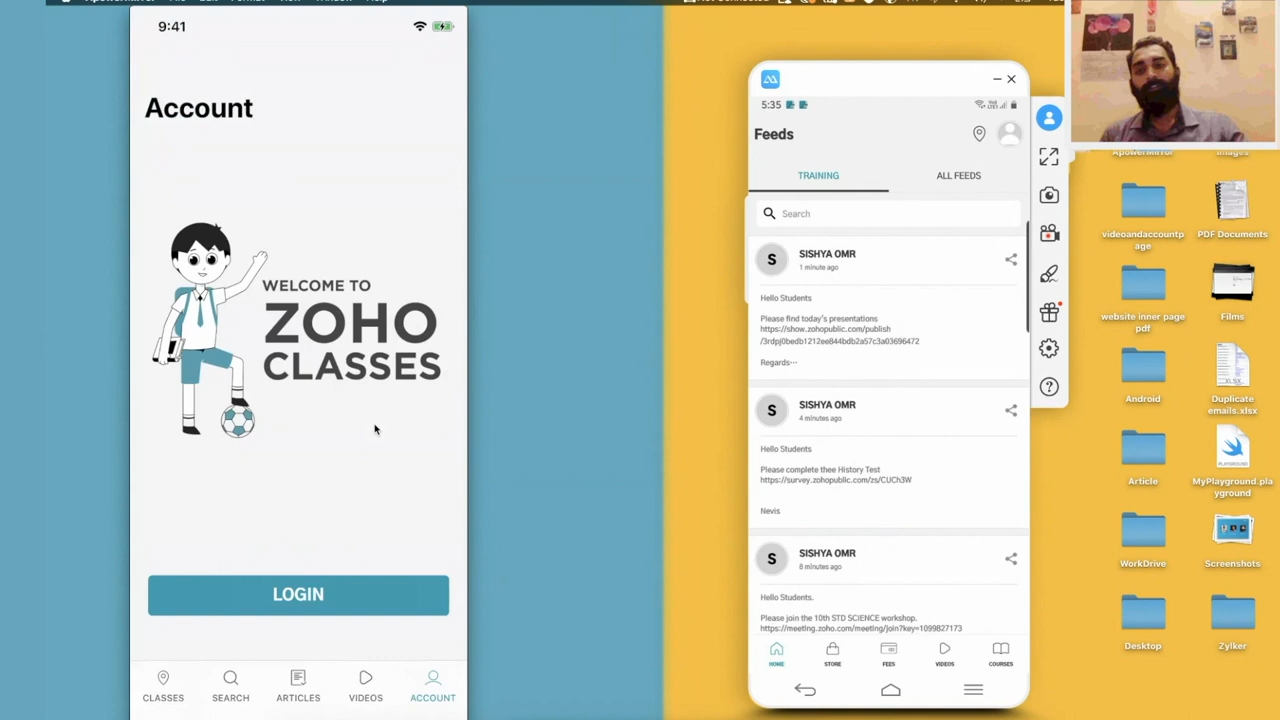 9:41
Account
WELCOME TO
ZOHO
CLASSES
LOGIN
CLASSES
SEARCH
ARTICLES
VIDEOS
ACCOUNT
5:35
Feeds
TRAINING
ALL FEEDS
Search
S
SISHYA OMR
1 minute ago
Hello Students
Please find today's presentations
https://show.zohopublic.com/publish
/3rdpj0bedb1212ee844bdb2a57c3a03696472
Regards⋯
S
SISHYA OMR
4 minutes ago
Hello Students
Please complete thee History Test
https://survey.zohopublic.com/zs/CUCh3W
Nevis
S
SISHYA OMR
8 minutes ago
Hello Students.
Please join the 10th STD SCIENCE workshop.
https://meeting.zoho.com/meeting/join?key=1099827173
HOME
STORE
FEES
VIDEOS
COURSES
videoandaccountp
age
PDF Documents
website inner page
pdf
Films
Android
XLSX
Duplicate
emails.xlsx
Article
PLAYGROUND
MyPlayground.pla
yground
WorkDrive
Screenshots
Desktop
Zylker